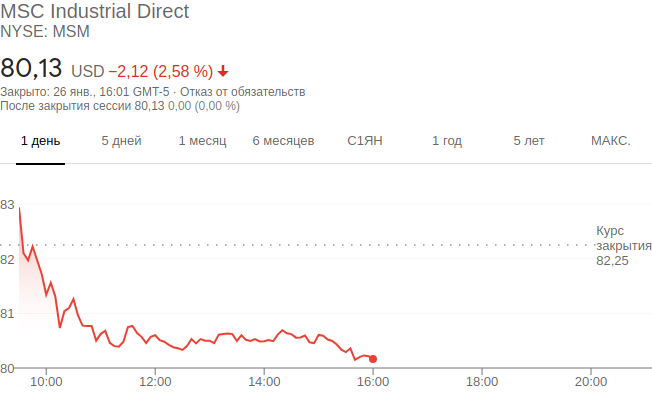 MSC Industrial Direct
NYSE: MSM
80,13 USD −2,12 (2,58 %)
Закрыто: 26 янв., 16:01 GMT-5 · Отказ от обязательств
После закрытия сессии 80,13 0,00 (0,00 %)
1 день 5 дней 1 месяц 6 месяцев С1ЯН 1 год 5 лет МАКС.
83
Курс
закрытия
82,25
82
81
80
10:00 12:00 14:00 16:00 18:00 20:00